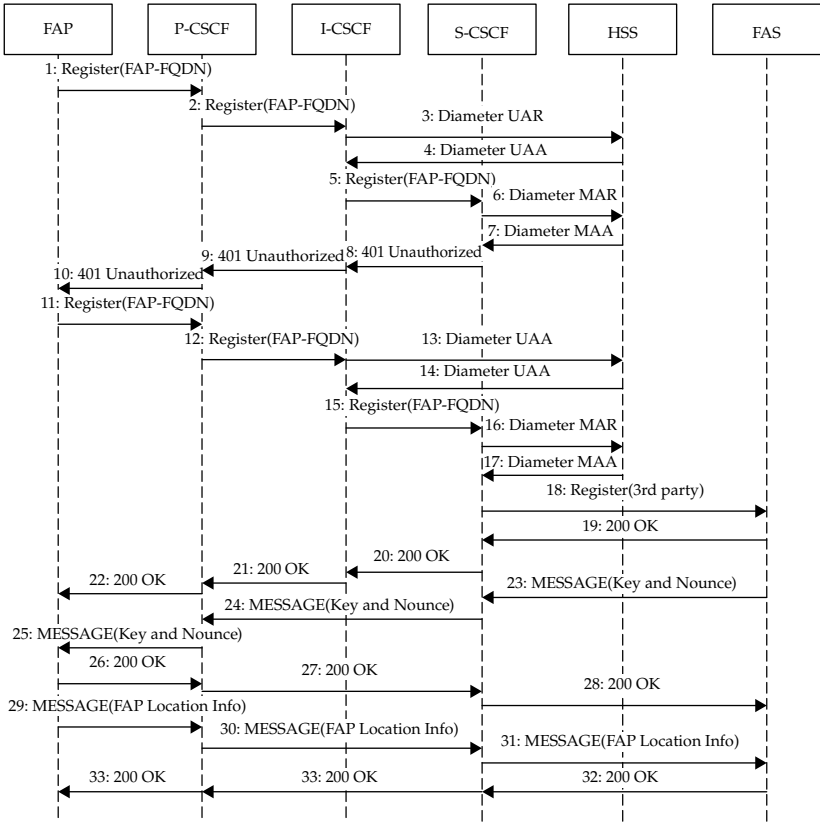 FAP
P-CSCF
I-CSCF
S-CSCF
HSS
FAS
1: Register(FAP-FQDN)
2: Register(FAP-FQDN)
3: Diameter UAR
4: Diameter UAA
5: Register(FAP-FQDN)
6: Diameter MAR
7: Diameter MAA
8: 401 Unauthorized
9: 401 Unauthorized
10: 401 Unauthorized
11: Register(FAP-FQDN)
12: Register(FAP-FQDN)
13: Diameter UAA
14: Diameter UAA
15: Register(FAP-FQDN)
16: Diameter MAR
17: Diameter MAA
18: Register(3rd party)
19: 200 OK
20: 200 OK
21: 200 OK
22: 200 OK
23: MESSAGE(Key and Nounce)
24: MESSAGE(Key and Nounce)
25: MESSAGE(Key and Nounce)
26: 200 OK
27: 200 OK
28: 200 OK
29: MESSAGE(FAP Location Info)
30: MESSAGE(FAP Location Info)
31: MESSAGE(FAP Location Info)
32: 200 OK
33: 200 OK
33: 200 OK